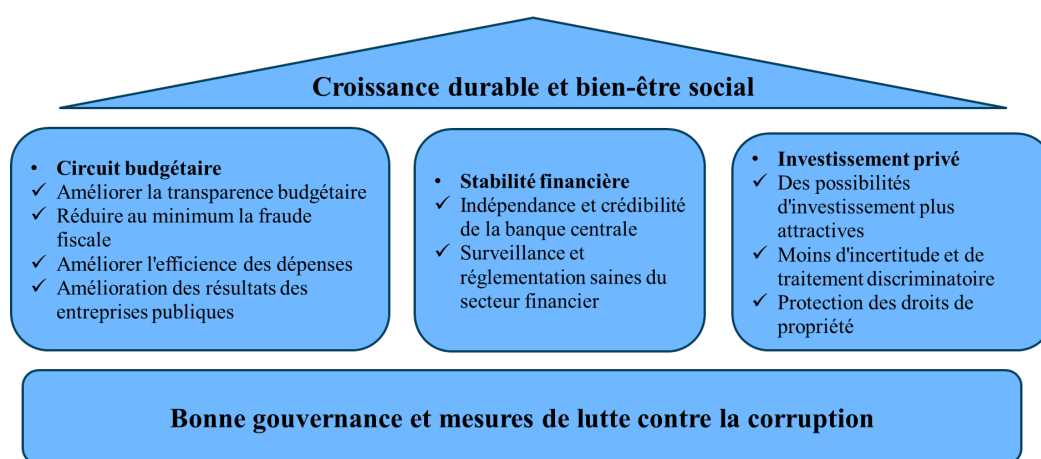 Croissance durable et bien-être social
• Circuit budgétaire
✓ Améliorer la transparence budgétaire
✓ Réduire au minimum la fraude
fiscale
✓ Améliorer l'efficience des dépenses
✓ Amélioration des résultats des
entreprises publiques
• Stabilité financière
✓ Indépendance et crédibilité
de la banque centrale
✓ Surveillance et
réglementation saines du
secteur financier
• Investissement privé
✓ Des possibilités
d'investissement plus
attractives
✓ Moins d'incertitude et de
traitement discriminatoire
✓ Protection des droits de
propriété
Bonne gouvernance et mesures de lutte contre la corruption